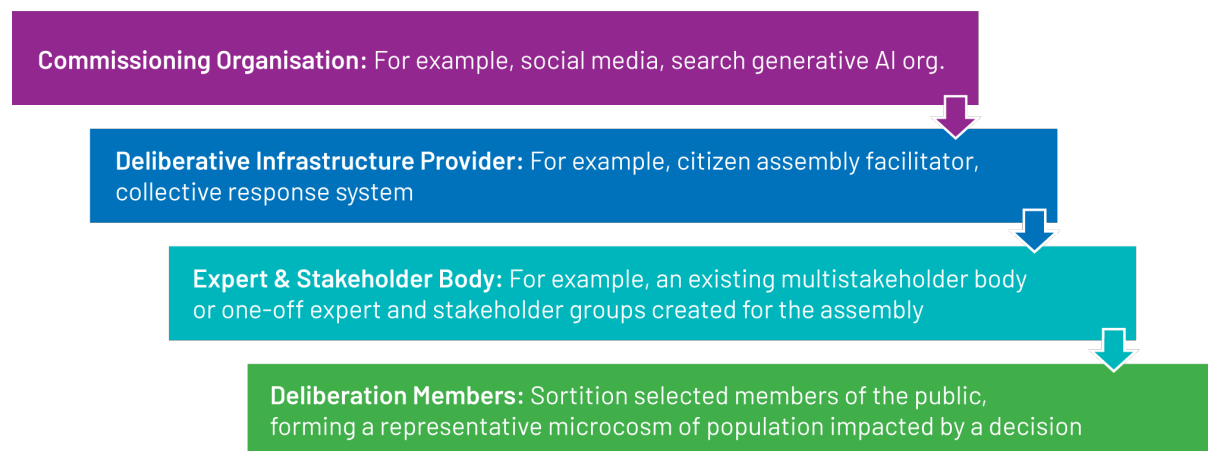 Commissioning Organisation: For example, social media, search generative AI org.
Deliberative Infrastructure Provider: For example, citizen assembly facilitator,
collective response system
Expert & Stakeholder Body: For example, an existing multistakeholder body
or one-off expert and stakeholder groups created for the assembly
Deliberation Members: Sortition selected members of the public,
forming a representative microcosm of population impacted by a decision